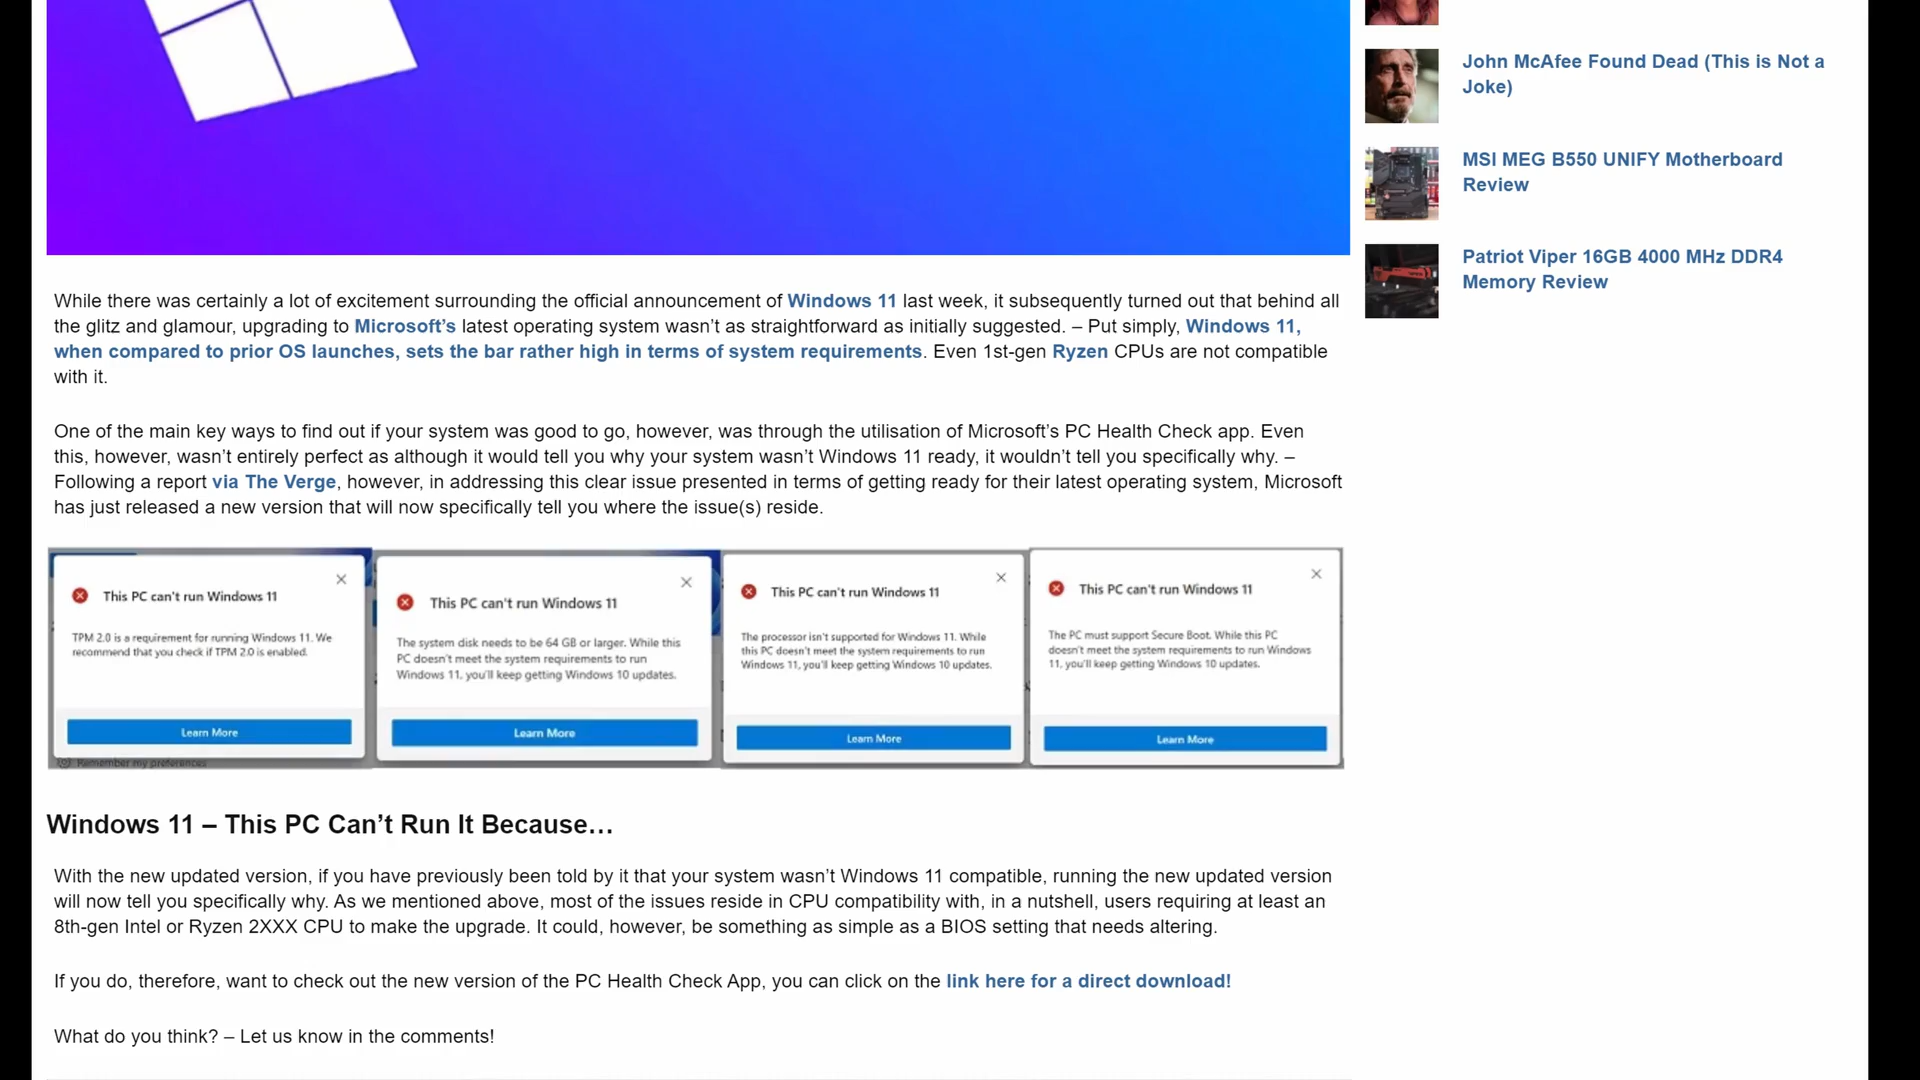 While there was certainly a lot of excitement surrounding the official announcement of Windows 11 last week, it subsequently turned out that behind all
the glitz and glamour, upgrading to Microsoft’s latest operating system wasn’t as straightforward as initially suggested. – Put simply, Windows 11,
when compared to prior OS launches, sets the bar rather high in terms of system requirements. Even 1st-gen Ryzen CPUs are not compatible
with it.
One of the main key ways to find out if your system was good to go, however, was through the utilisation of Microsoft’s PC Health Check app. Even
this, however, wasn’t entirely perfect as although it would tell you why your system wasn’t Windows 11 ready, it wouldn’t tell you specifically why. –
Following a report via The Verge, however, in addressing this clear issue presented in terms of getting ready for their latest operating system, Microsoft
has just released a new version that will now specifically tell you where the issue(s) reside.
This PC can't run Windows 11
TPM 2.0 is a requirement for running Windows 11. We
recommend that you check if TPM 2.0 is enabled.
Learn More
Remember my preferences
This PC can't run Windows 11
The system disk needs to be 64 GB or larger. While this
PC doesn't meet the system requirements to run
Windows 11, you'll keep getting Windows 10 updates.
Learn More
This PC can't run Windows 11
The processor isn't supported for Windows 11. While
this PC doesn't meet the system requirements to run
Windows 11, you'll keep getting Windows 10 updates.
Learn More
This PC can't run Windows 11
The PC must support Secure Boot. While this PC
doesn't meet the system requirements to run Windows
11, you'll keep getting Windows 10 updates.
Learn More
Windows 11 – This PC Can’t Run It Because…
With the new updated version, if you have previously been told by it that your system wasn’t Windows 11 compatible, running the new updated version
will now tell you specifically why. As we mentioned above, most of the issues reside in CPU compatibility with, in a nutshell, users requiring at least an
8th-gen Intel or Ryzen 2XXX CPU to make the upgrade. It could, however, be something as simple as a BIOS setting that needs altering.
If you do, therefore, want to check out the new version of the PC Health Check App, you can click on the link here for a direct download!
What do you think? – Let us know in the comments!
John McAfee Found Dead (This is Not a
Joke)
MSI MEG B550 UNIFY Motherboard
Review
Patriot Viper 16GB 4000 MHz DDR4
Memory Review